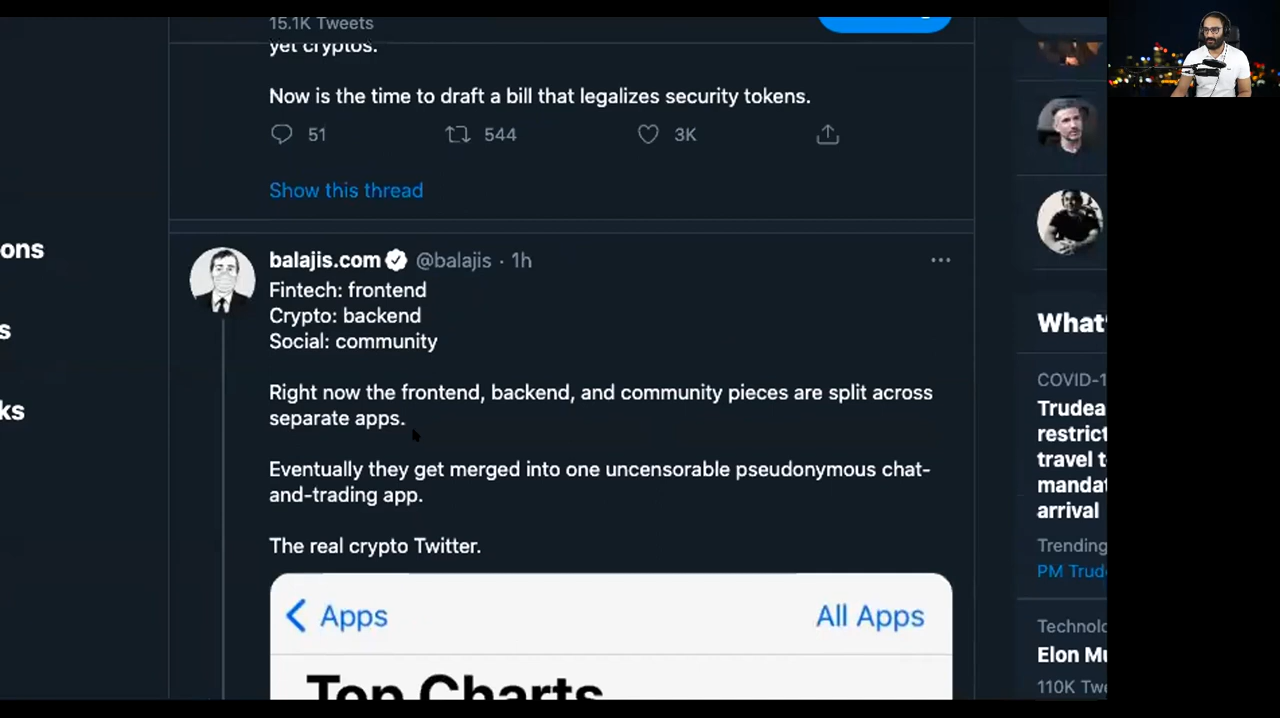 15.1K Tweets
yet cryptos.
Now is the time to draft a bill that legalizes security tokens.
51 544 3K
Show this thread
ons
s
ks
balajis.com @balajis · 1h
Fintech: frontend
Crypto: backend
Social: community
Right now the frontend, backend, and community pieces are split across
separate apps.
Eventually they get merged into one uncensorable pseudonymous chat-
and-trading app.
The real crypto Twitter.
Apps All Apps
Top Charts
What'
COVID-1
Trudea
restrict
travel t
mandat
arrival
Trending
PM Trud
Technolo
Elon Mu
110K Twe